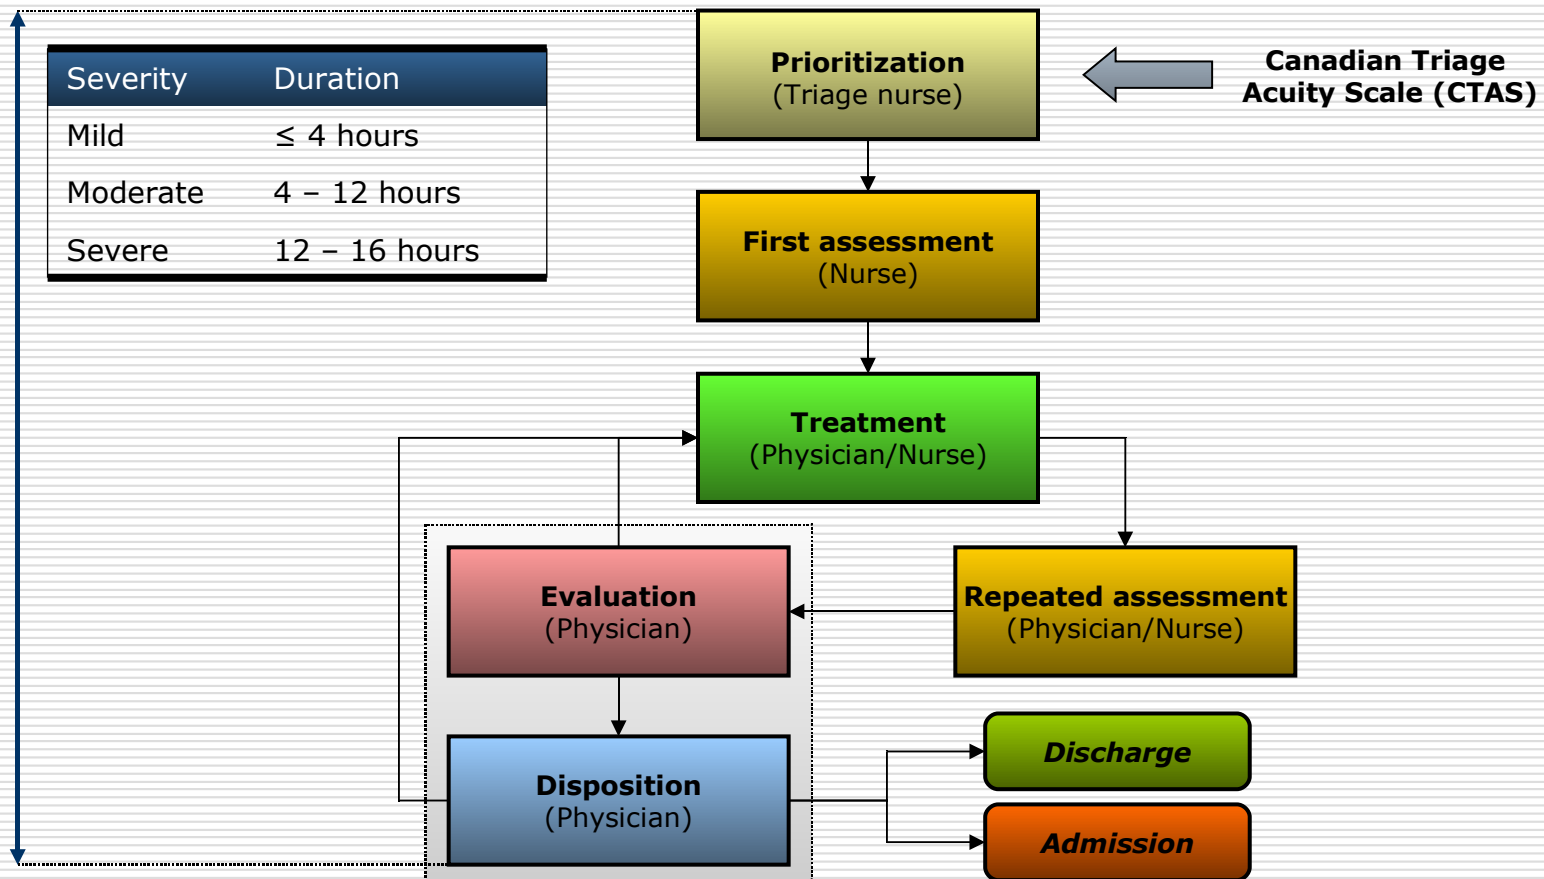 Severity Duration
Mild ≤ 4 hours
Moderate 4 – 12 hours
Severe 12 – 16 hours
Prioritization
(Triage nurse)
Canadian Triage
Acuity Scale (CTAS)
First assessment
(Nurse)
Treatment
(Physician/Nurse)
Evaluation
(Physician)
Repeated assessment
(Physician/Nurse)
Disposition
(Physician)
Discharge
Admission